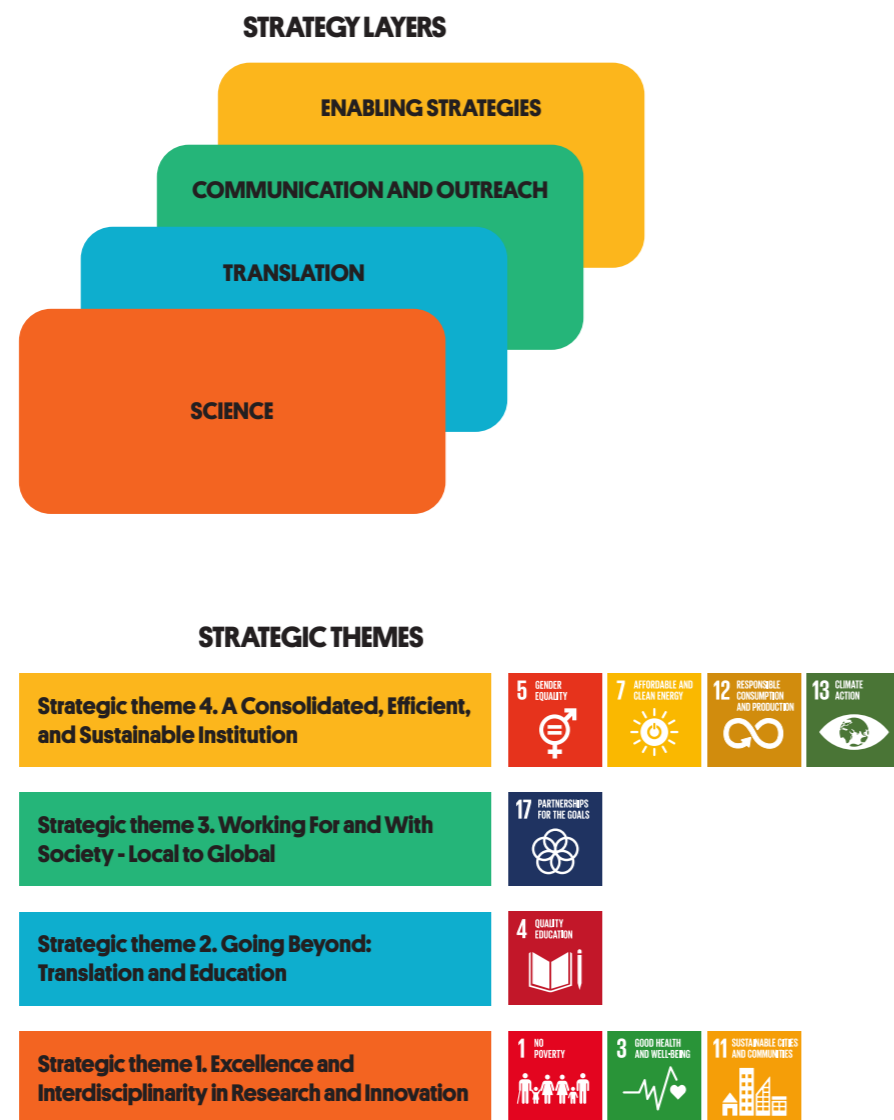 STRATEGY LAYERS
ENABLING STRATEGIES
COMMUNICATION AND OUTREACH
TRANSLATION
SCIENCE
STRATEGIC THEMES
Strategic theme 4. A Consolidated, Efficient,
and Sustainable Institution
5 GENDER
EQUALITY
7 AFFORDABLE AND
CLEAN ENERGY
12 RESPONSIBLE
CONSUMPTION
AND PRODUCTION
13 CLIMATE
ACTION
Strategic theme 3. Working For and With
Society - Local to Global
17 PARTNERSHIPS
FOR THE GOALS
Strategic theme 2. Going Beyond:
Translation and Education
4 QUALITY
EDUCATION
Strategic theme 1. Excellence and
Interdisciplinarity in Research and Innovation
1 NO
POVERTY
3 GOOD HEALTH
AND WELL-BEING
11 SUSTAINABLE CITIES
AND COMMUNITIES